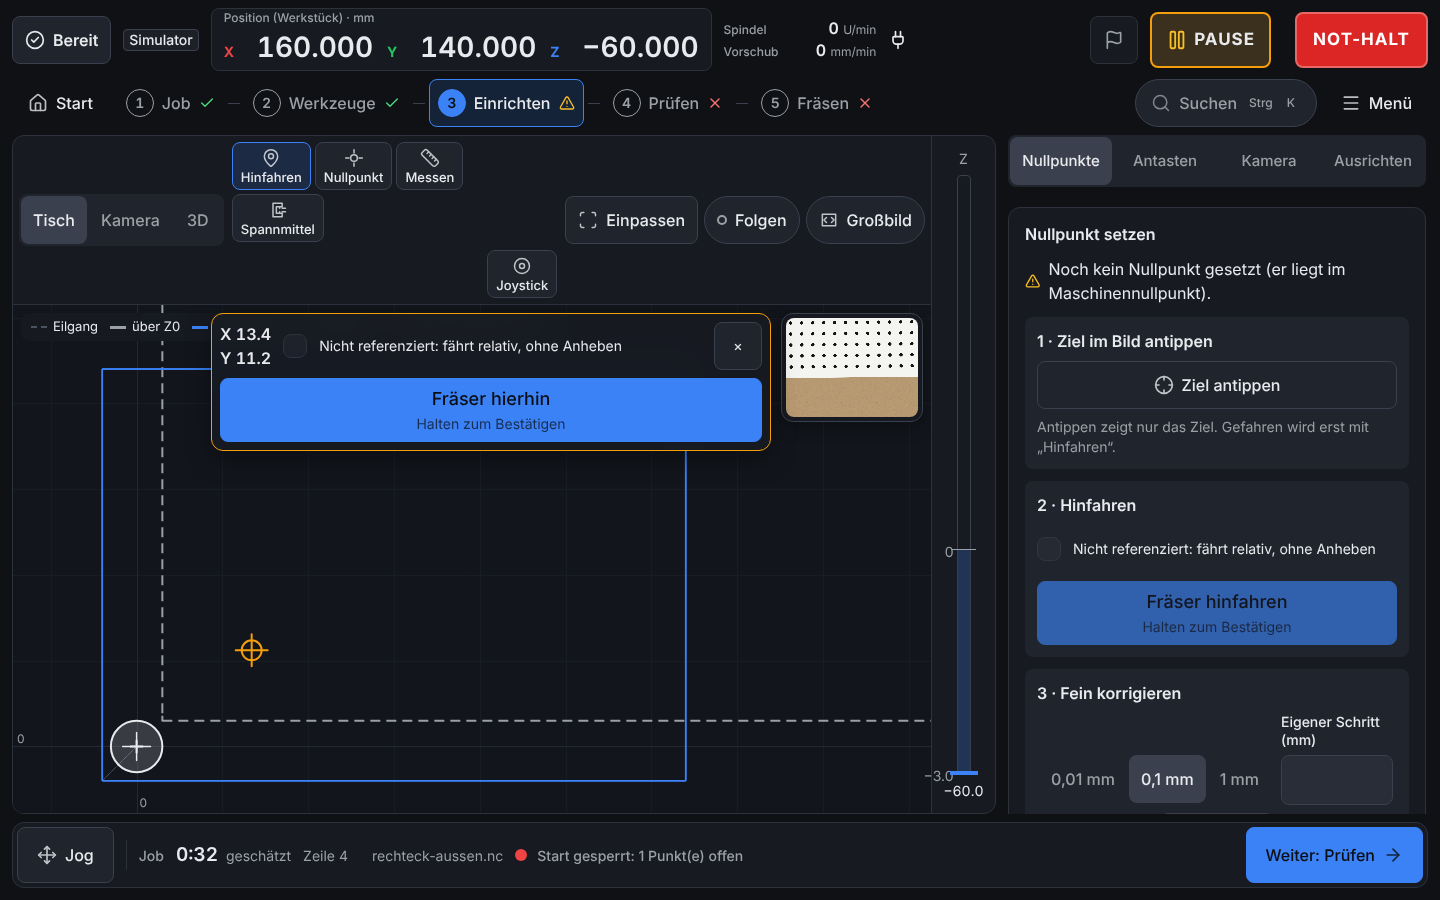 Bereit
Simulator
Position (Werkstück) · mm
X 160.000 Y 140.000 Z −60.000
Spindel 0 U/min
Vorschub 0 mm/min
PAUSE
NOT-HALT
Start
1 Job
2 Werkzeuge
3 Einrichten
4 Prüfen
5 Fräsen
Suchen Strg K
Menü
Hinfahren
Nullpunkt
Messen
Tisch
Kamera
3D
Spannmittel
Einpassen
Folgen
Großbild
Joystick
Eilgang
über Z0
X 13.4
Y 11.2
Nicht referenziert: fährt relativ, ohne Anheben
×
Fräser hierhin
Halten zum Bestätigen
0
0
Z
0
−3.0
−60.0
Nullpunkte
Antasten
Kamera
Ausrichten
Nullpunkt setzen
Noch kein Nullpunkt gesetzt (er liegt im
Maschinennullpunkt).
1 · Ziel im Bild antippen
Ziel antippen
Antippen zeigt nur das Ziel. Gefahren wird erst mit
„Hinfahren“.
2 · Hinfahren
Nicht referenziert: fährt relativ, ohne Anheben
Fräser hinfahren
Halten zum Bestätigen
3 · Fein korrigieren
Eigener Schritt
(mm)
0,01 mm
0,1 mm
1 mm
Jog
Job 0:32 geschätzt Zeile 4
rechteck-aussen.nc
Start gesperrt: 1 Punkt(e) offen
Weiter: Prüfen